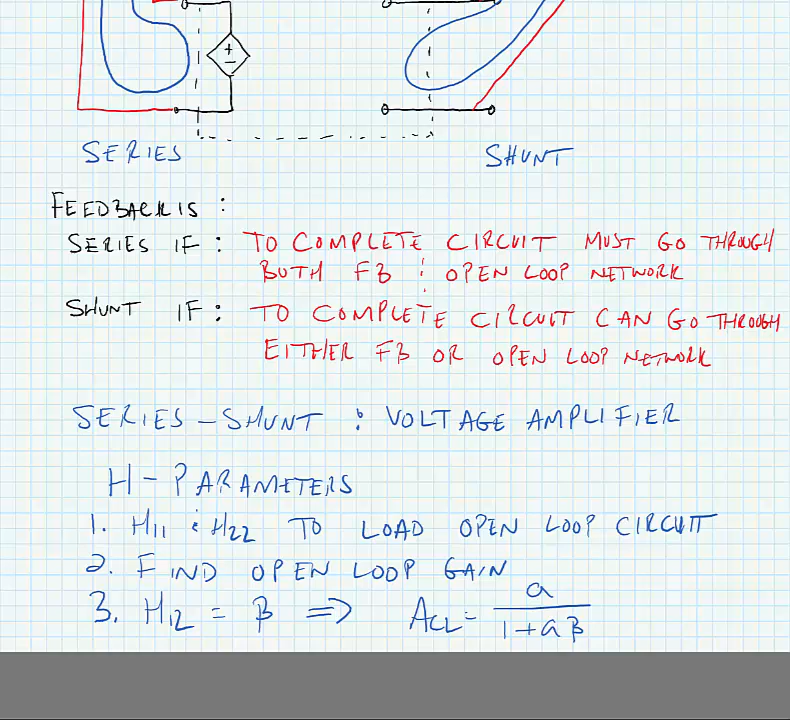 +
−
SERIES
SHUNT
FEEDBACK IS :
SERIES IF : TO COMPLETE CIRCUIT MUST GO THROUGH
BOTH FB & OPEN LOOP NETWORK
SHUNT IF : TO COMPLETE CIRCUIT CAN GO THROUGH
EITHER FB OR OPEN LOOP NETWORK
SERIES – SHUNT : VOLTAGE AMPLIFIER
H – PARAMETERS
1. H11 & H22 TO LOAD OPEN LOOP CIRCUIT
2. FIND OPEN LOOP GAIN
3. H12 = β ⇒ ACL = a / 1 + aβ